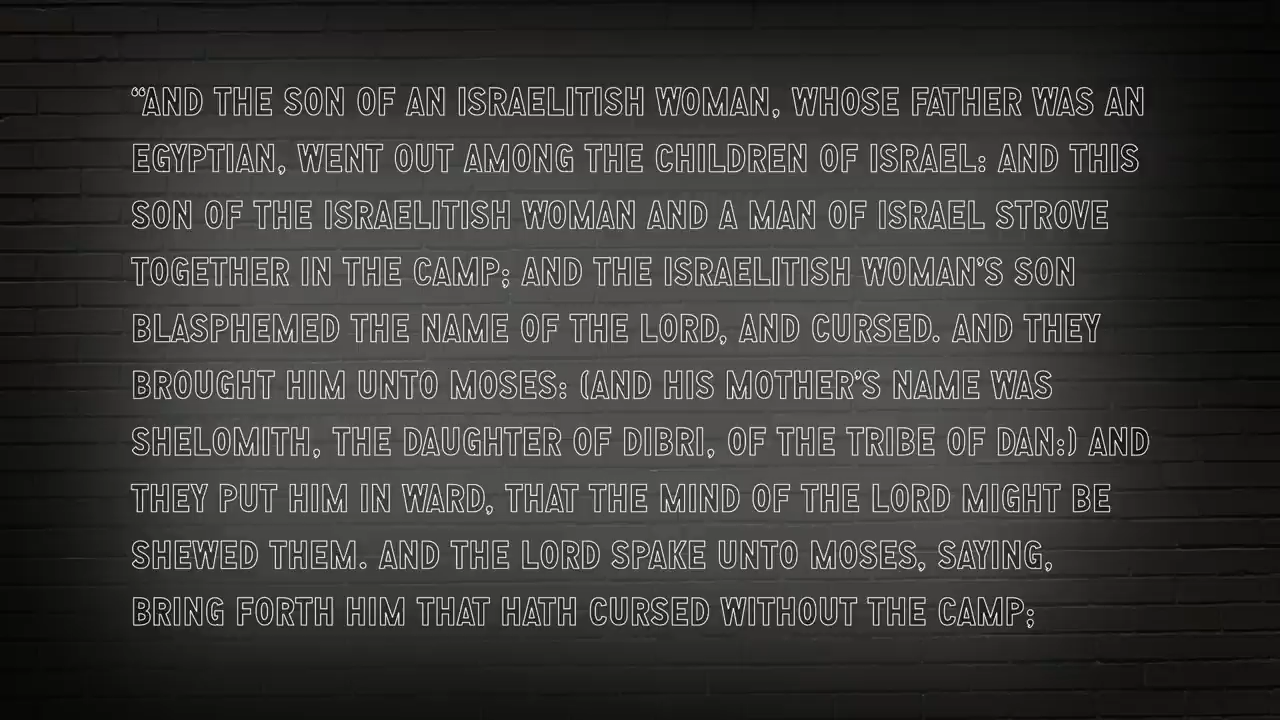 “AND THE SON OF AN ISRAELITISH WOMAN, WHOSE FATHER WAS AN
EGYPTIAN, WENT OUT AMONG THE CHILDREN OF ISRAEL: AND THIS
SON OF THE ISRAELITISH WOMAN AND A MAN OF ISRAEL STROVE
TOGETHER IN THE CAMP; AND THE ISRAELITISH WOMAN’S SON
BLASPHEMED THE NAME OF THE LORD, AND CURSED. AND THEY
BROUGHT HIM UNTO MOSES: (AND HIS MOTHER’S NAME WAS
SHELOMITH, THE DAUGHTER OF DIBRI, OF THE TRIBE OF DAN:) AND
THEY PUT HIM IN WARD, THAT THE MIND OF THE LORD MIGHT BE
SHEWED THEM. AND THE LORD SPAKE UNTO MOSES, SAYING,
BRING FORTH HIM THAT HATH CURSED WITHOUT THE CAMP;